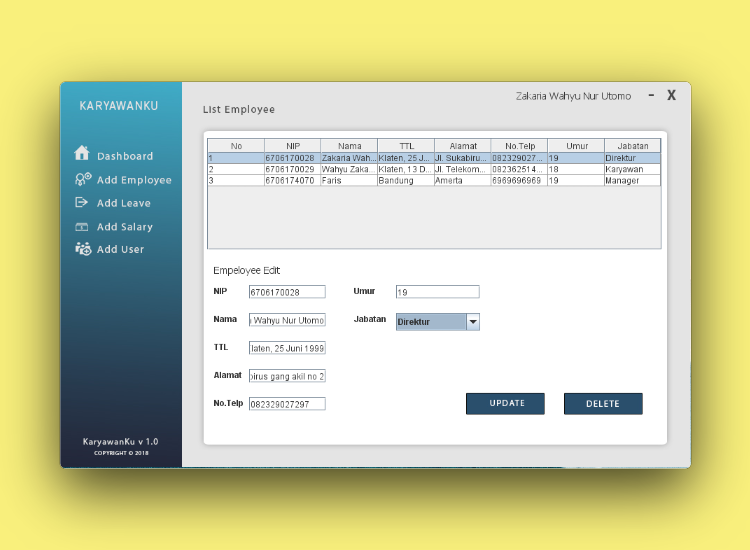 KARYAWANKU
Dashboard
Add Employee
Add Leave
Add Salary
Add User
KaryawanKu v 1.0
COPYRIGHT © 2018
Zakaria Wahyu Nur Utomo - X
List Employee
No NIP Nama TTL Alamat No.Telp Umur Jabatan
1 6706170028 Zakaria Wah... Klaten, 25 J... Jl. Sukabiru... 082329027... 19 Direktur
2 6706170029 Wahyu Zaka... Klaten, 13 D... Jl. Telekom... 082362514... 18 Karyawan
3 6706174070 Faris Bandung Amerta 6969696969 19 Manager
Empeloyee Edit
NIP 6706170028 Umur 19
Nama Wahyu Nur Utomo Jabatan Direktur
TTL laten, 25 Juni 1999
Alamat birus gang akil no 2
No.Telp 082329027297
UPDATE DELETE